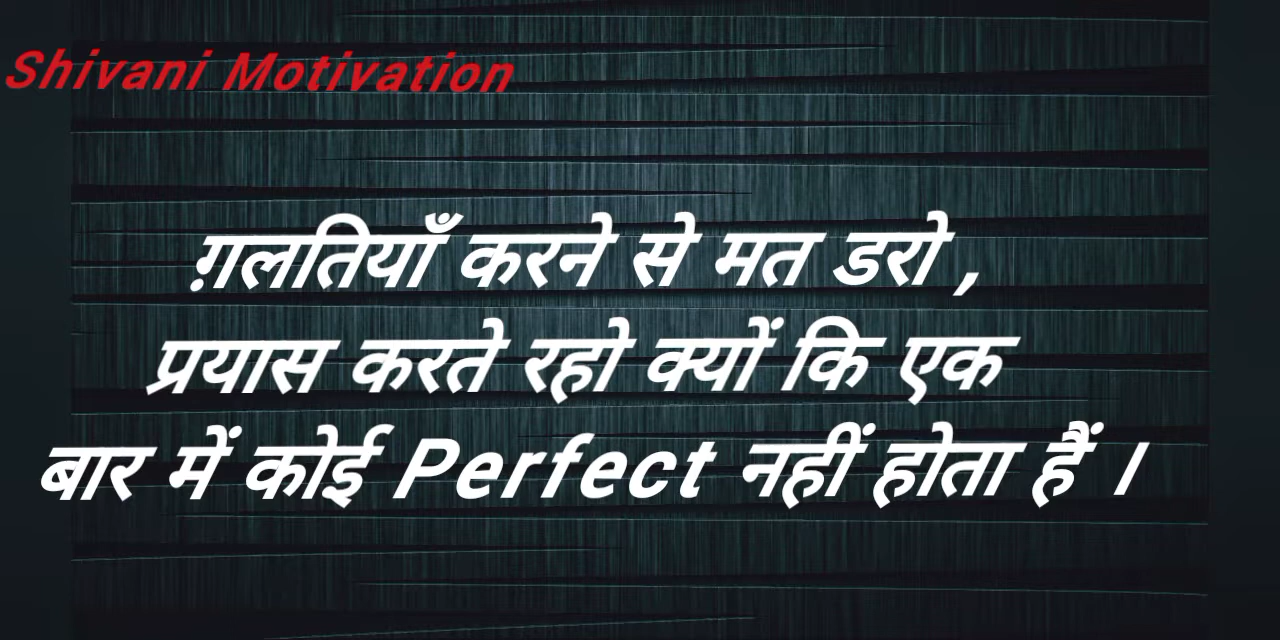 Shivani Motivation
ग़लतियाँ करने से मत डरो ,
प्रयास करते रहो क्यों कि एक
बार में कोई Perfect नहीं होता हैं ।